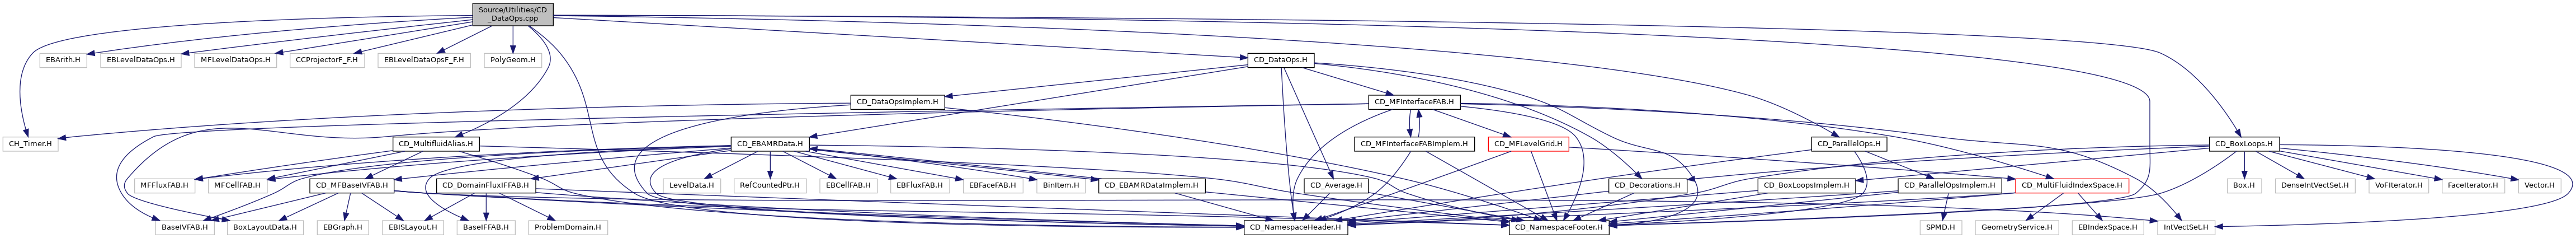 Source/Utilities/CD
_DataOps.cpp
EBArith.H
EBLevelDataOps.H
MFLevelDataOps.H
CCProjectorF_F.H
EBLevelDataOpsF_F.H
PolyGeom.H
CD_DataOps.H
CD_DataOpsImplem.H
CD_MFInterfaceFAB.H
CH_Timer.H
CD_MultifluidAlias.H
CD_EBAMRData.H
CD_MFInterfaceFABImplem.H
CD_MFLevelGrid.H
CD_ParallelOps.H
CD_BoxLoops.H
MFFluxFAB.H
MFCellFAB.H
CD_MFBaseIVFAB.H
CD_DomainFluxIFFAB.H
LevelData.H
RefCountedPtr.H
EBCellFAB.H
EBFluxFAB.H
EBFaceFAB.H
BinItem.H
CD_EBAMRDataImplem.H
CD_Average.H
CD_Decorations.H
CD_BoxLoopsImplem.H
CD_ParallelOpsImplem.H
CD_MultiFluidIndexSpace.H
Box.H
DenseIntVectSet.H
VoFIterator.H
FaceIterator.H
Vector.H
BaseIVFAB.H
BoxLayoutData.H
EBGraph.H
EBISLayout.H
BaseIFFAB.H
ProblemDomain.H
CD_NamespaceHeader.H
CD_NamespaceFooter.H
SPMD.H
GeometryService.H
EBIndexSpace.H
IntVectSet.H